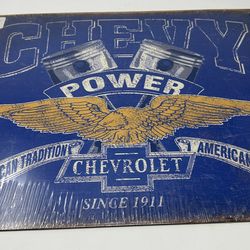 CHEVY
POWER
CAN TRADITION
AMERICAN
CHEVROLET
SINCE 1911